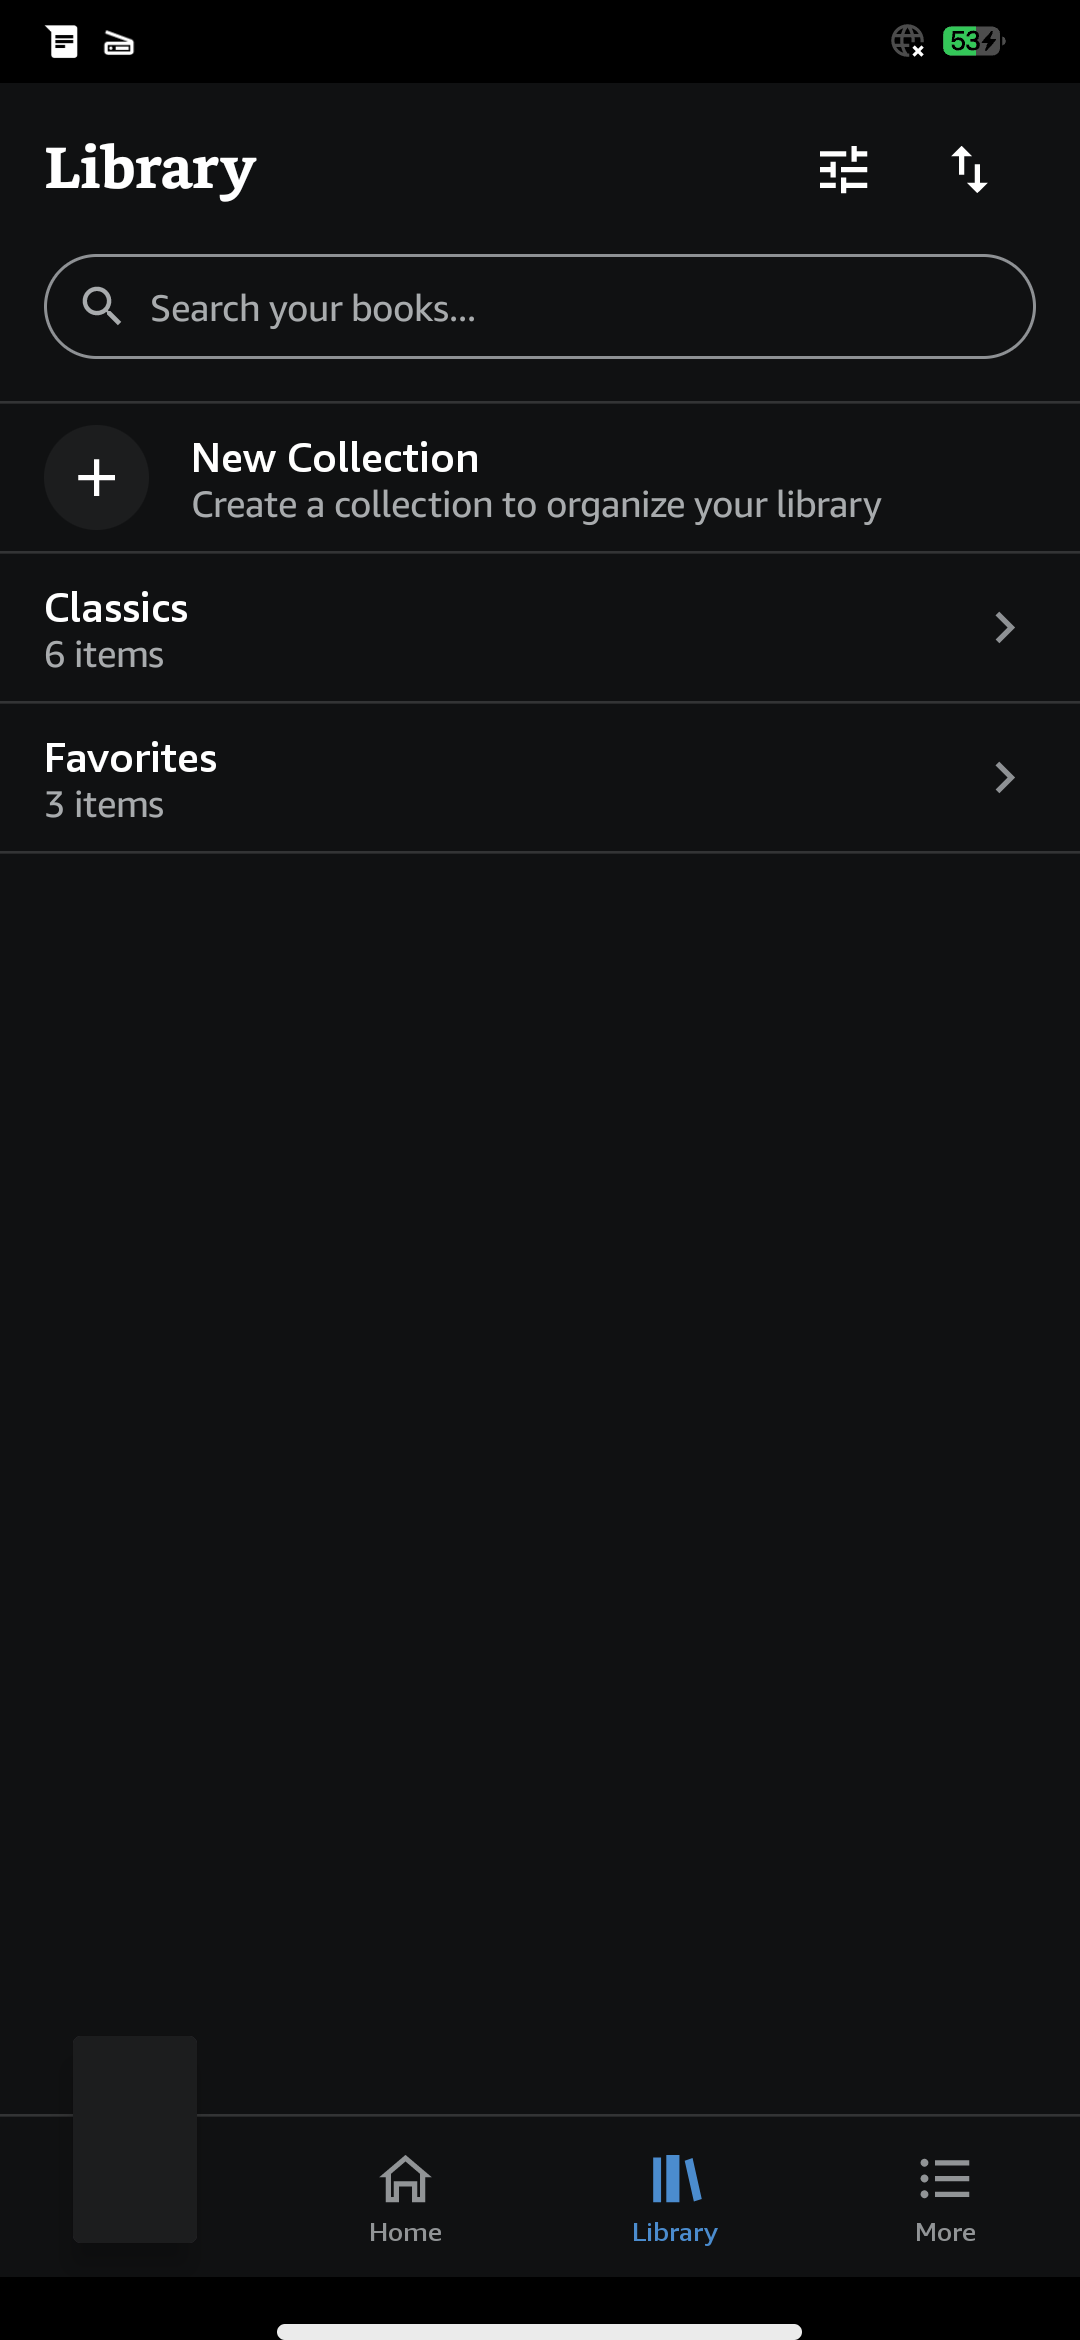 53
Library
Search your books...
New Collection
Create a collection to organize your library
Classics
6 items
Favorites
3 items
Home
Library
More